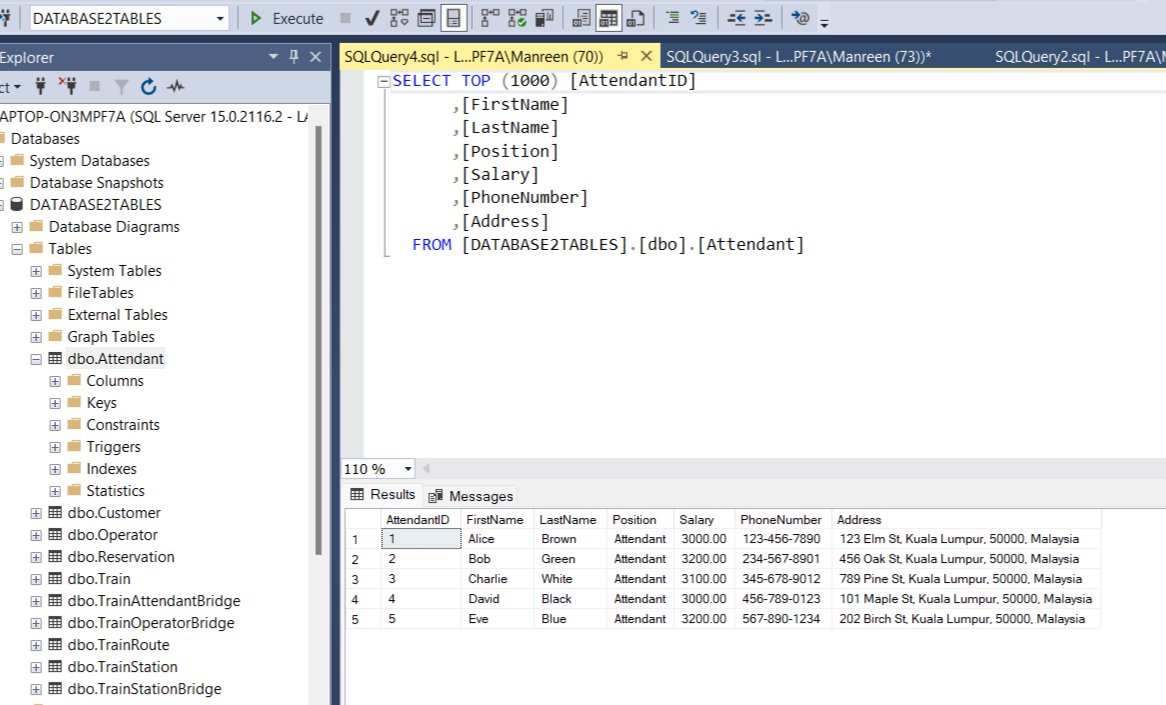 DATABASE2TABLES
Execute
Explorer
SQLQuery4.sql - L...PF7A\Manreen (70))
SQLQuery3.sql - L...PF7A\Manreen (73))*
SQLQuery2.sql - L...PF7A\M
ct
APTOP-ON3MPF7A (SQL Server 15.0.2116.2 - LA
Databases
System Databases
Database Snapshots
DATABASE2TABLES
Database Diagrams
Tables
System Tables
FileTables
External Tables
Graph Tables
dbo.Attendant
Columns
Keys
Constraints
Triggers
Indexes
Statistics
dbo.Customer
dbo.Operator
dbo.Reservation
dbo.Train
dbo.TrainAttendantBridge
dbo.TrainOperatorBridge
dbo.TrainRoute
dbo.TrainStation
dbo.TrainStationBridge
SELECT TOP (1000) [AttendantID]
,[FirstName]
,[LastName]
,[Position]
,[Salary]
,[PhoneNumber]
,[Address]
FROM [DATABASE2TABLES].[dbo].[Attendant]
110 %
Results Messages
AttendantID FirstName LastName Position Salary PhoneNumber Address
1 1 Alice Brown Attendant 3000.00 123-456-7890 123 Elm St, Kuala Lumpur, 50000, Malaysia
2 2 Bob Green Attendant 3200.00 234-567-8901 456 Oak St, Kuala Lumpur, 50000, Malaysia
3 3 Charlie White Attendant 3100.00 345-678-9012 789 Pine St, Kuala Lumpur, 50000, Malaysia
4 4 David Black Attendant 3000.00 456-789-0123 101 Maple St, Kuala Lumpur, 50000, Malaysia
5 5 Eve Blue Attendant 3200.00 567-890-1234 202 Birch St, Kuala Lumpur, 50000, Malaysia